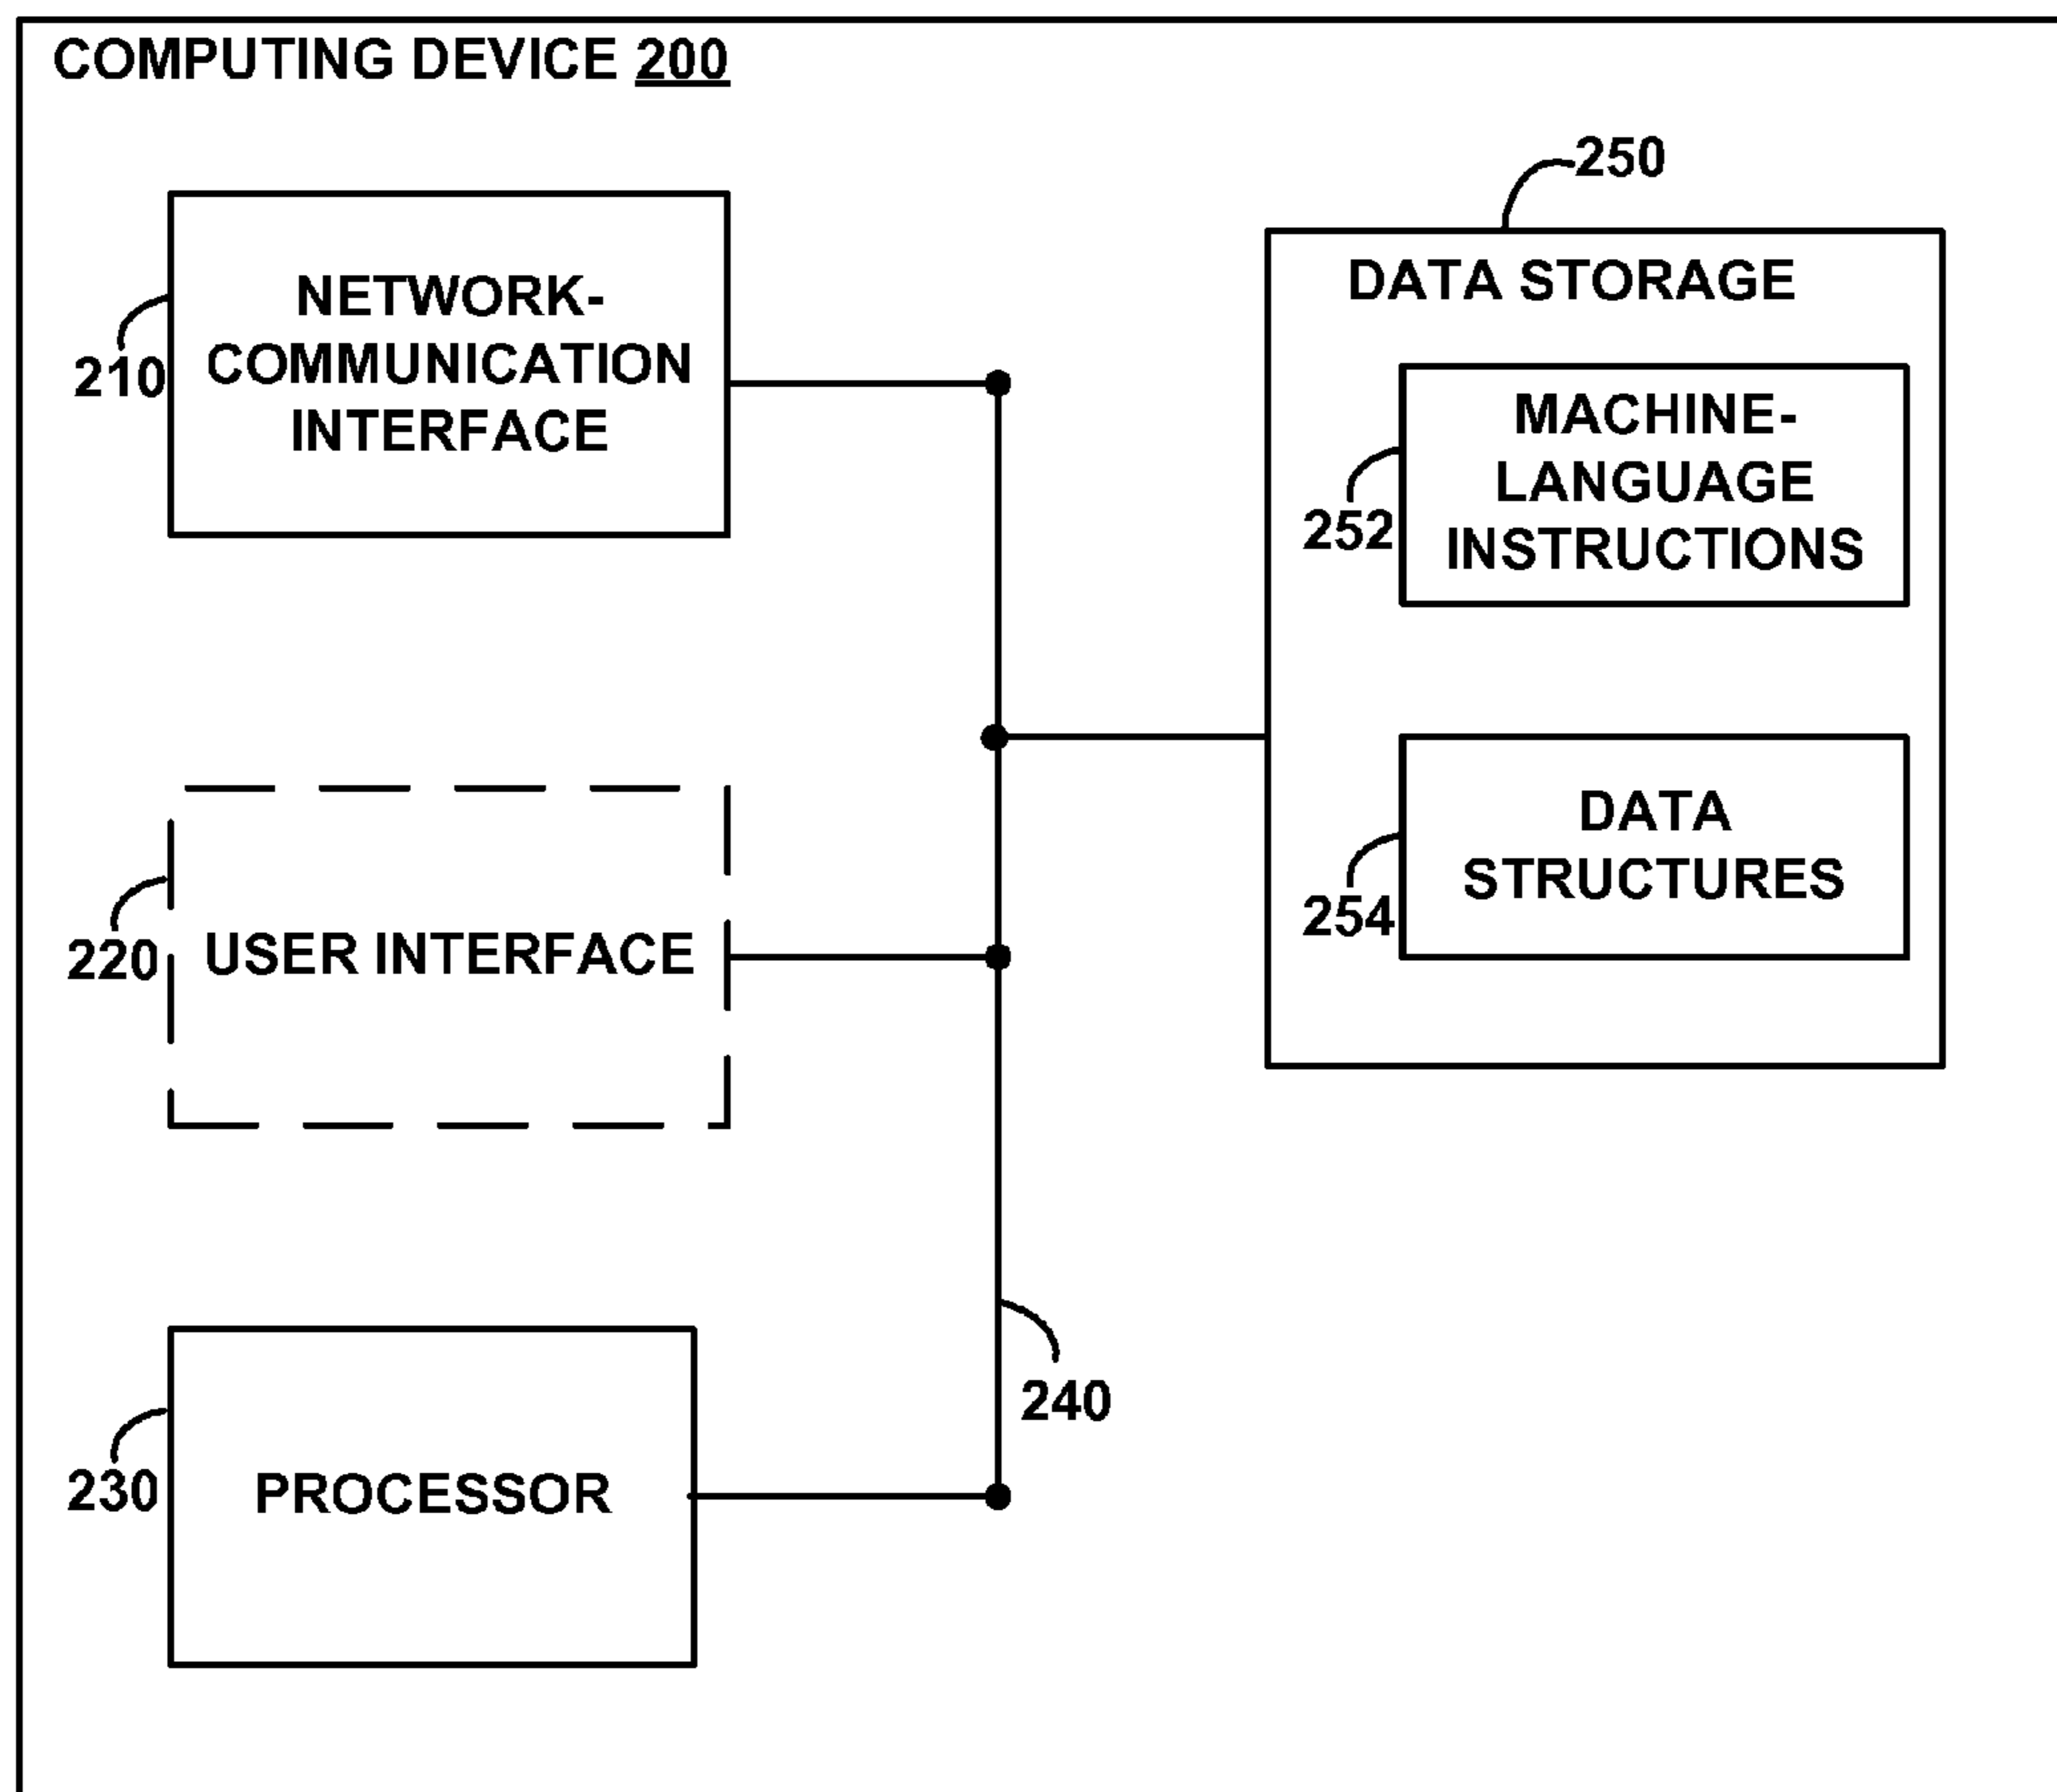 COMPUTING DEVICE 200
250
NETWORK-
COMMUNICATION
INTERFACE
210
DATA STORAGE
MACHINE-
LANGUAGE
INSTRUCTIONS
252
DATA
STRUCTURES
254
USER INTERFACE
220
240
PROCESSOR
230